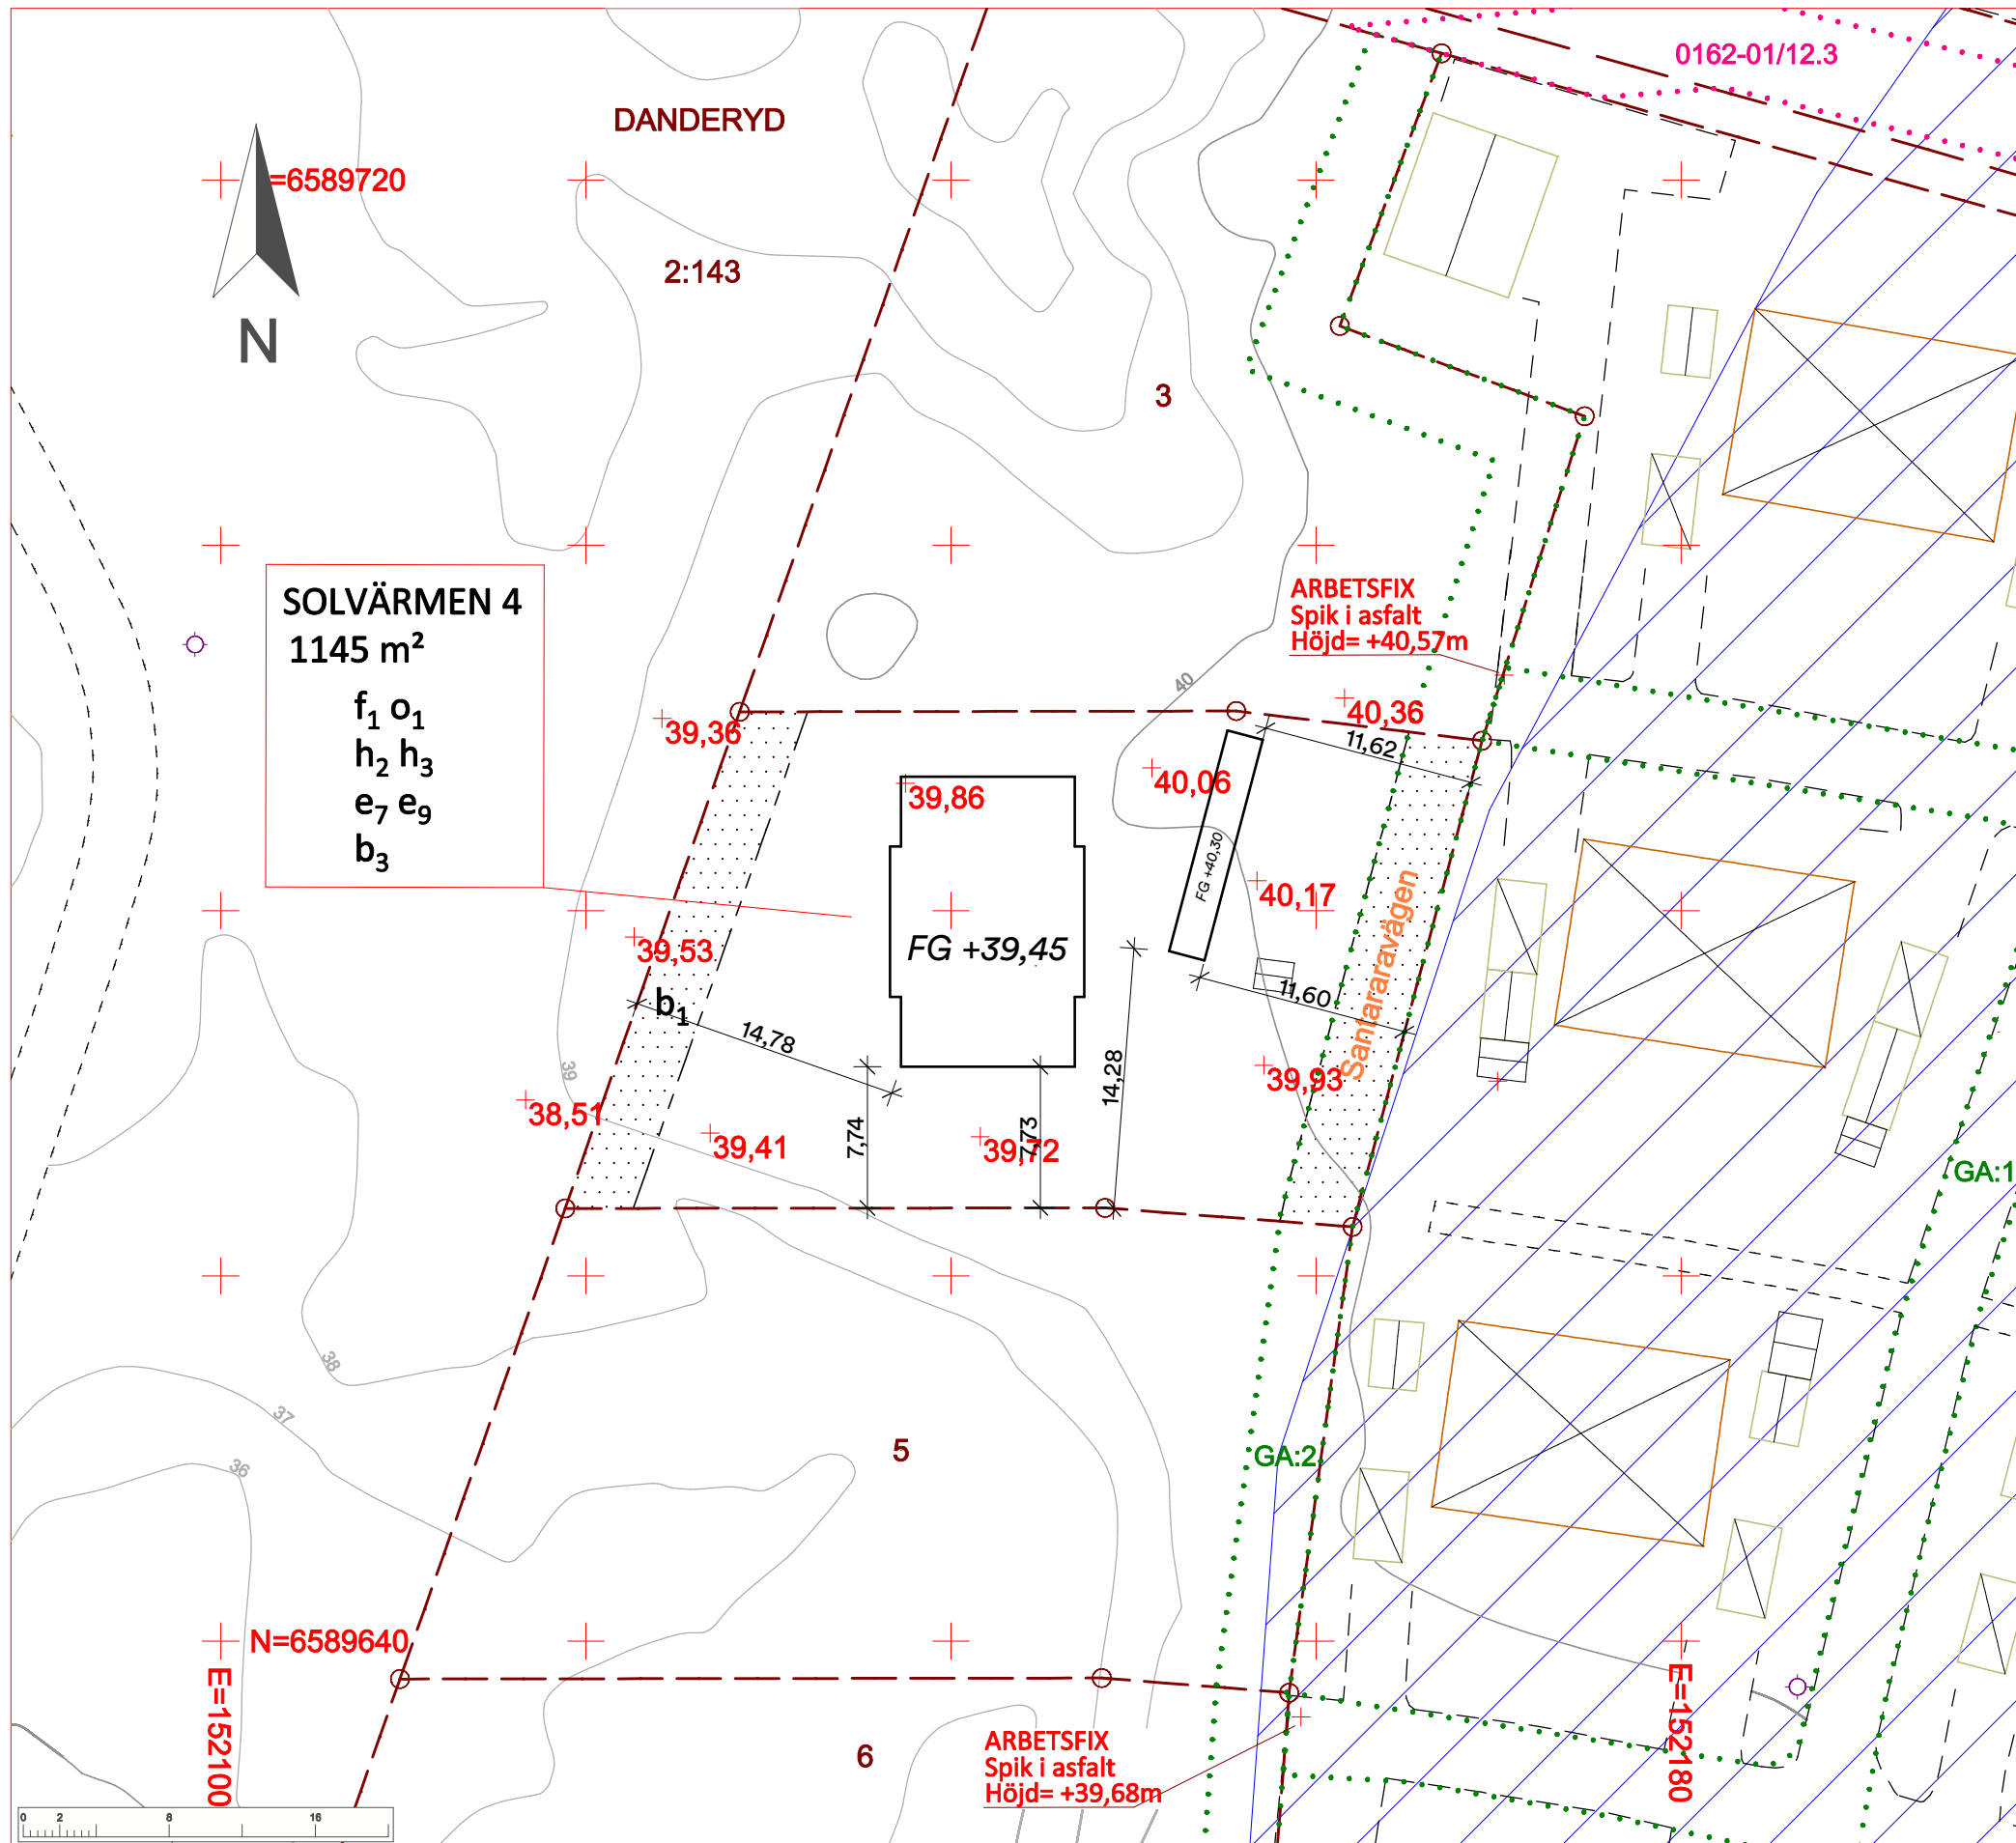 0162-01/12.3
DANDERYD
=6589720
2:143
N
3
SOLVÄRMEN 4
1145 m²
f₁ o₁
h₂ h₃
e₇ e₉
b₃
ARBETSFIX
Spik i asfalt
Höjd= +40,57m
40
39,36
40,36
11,62
40,06
39,86
FG +40,30
40,17
Santararavägen
39,53
FG +39,45
b₁
11,60
14,78
14,28
39
39,93
38,51
39,41
7,74
39,72
7,73
GA:1
38
37
36
5
GA:2
N=6589640
E=152100
E=152180
ARBETSFIX
Spik i asfalt
Höjd= +39,68m
6
0 2 8 16